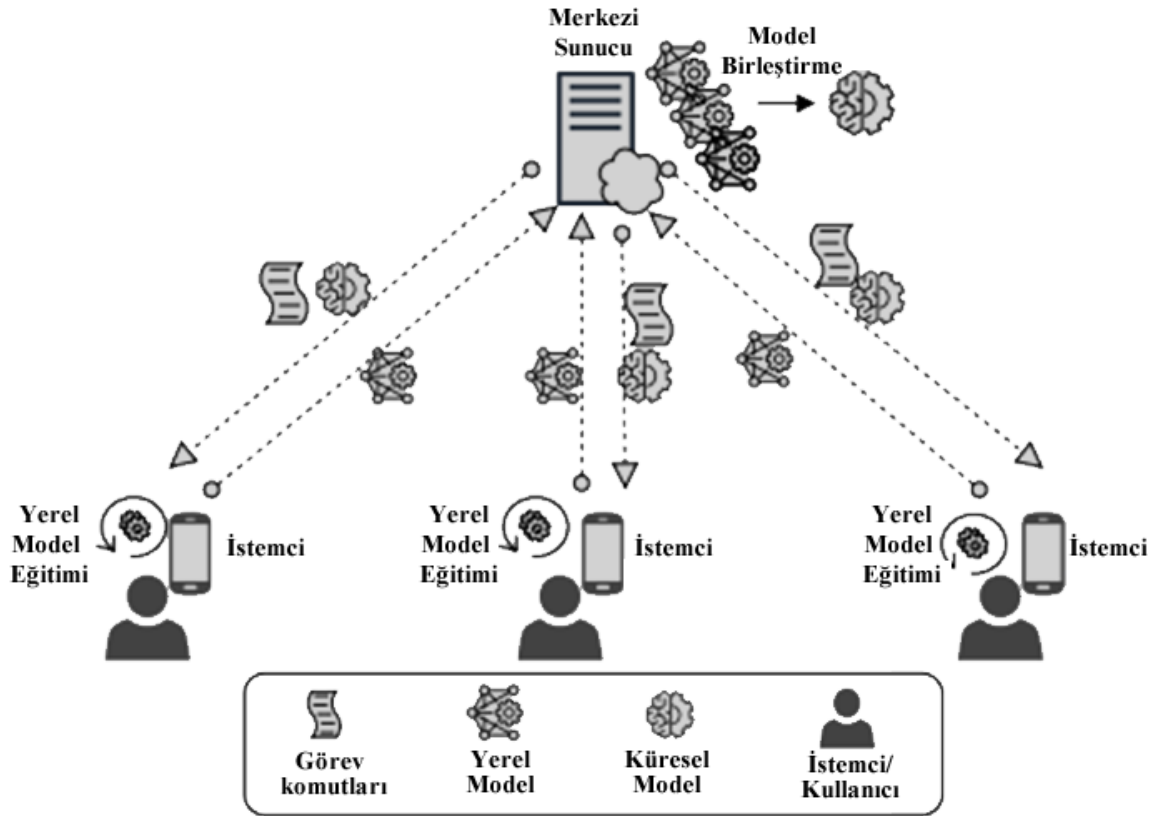 Merkezi
Sunucu
Model
Birleştirme
Yerel
Model
Eğitimi
İstemci
Yerel
Model
Eğitimi
İstemci
Yerel
Model
Eğitimi
İstemci
Görev
komutları
Yerel
Model
Küresel
Model
İstemci/
Kullanıcı